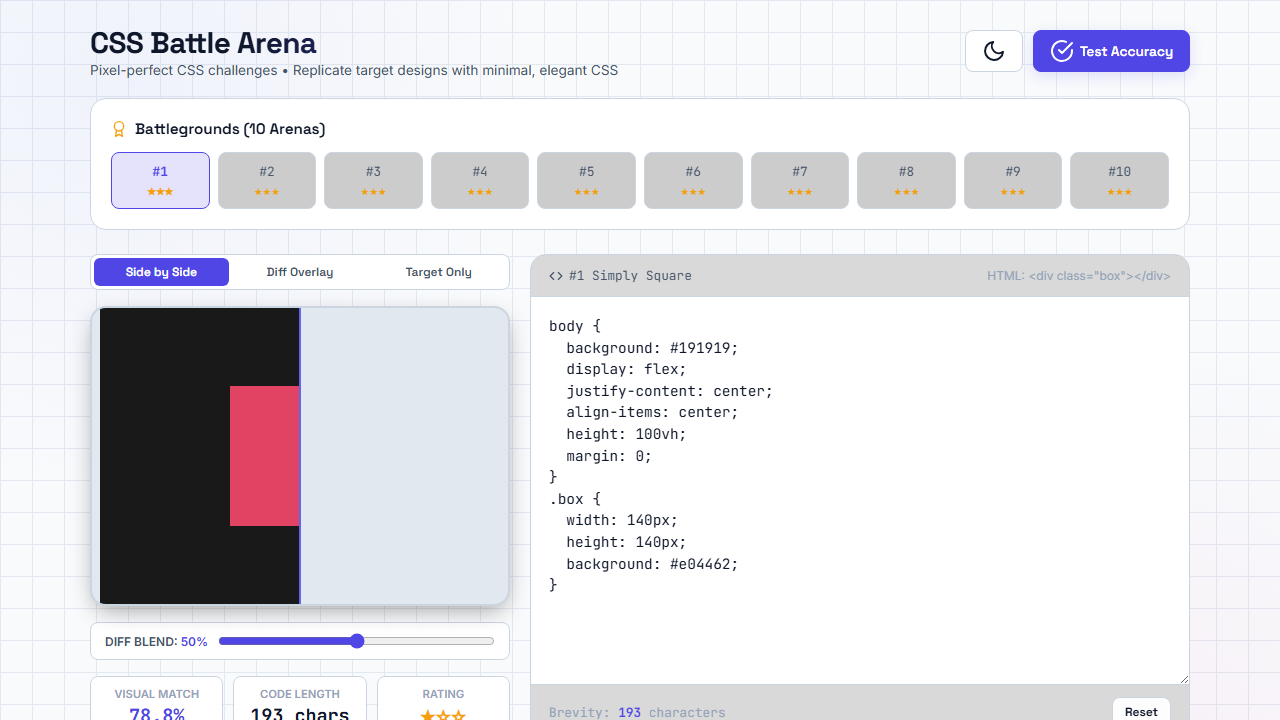 CSS Battle Arena
Pixel-perfect CSS challenges • Replicate target designs with minimal, elegant CSS
Test Accuracy
Battlegrounds (10 Arenas)
#1 #2 #3 #4 #5 #6 #7 #8 #9 #10
★★★ ★★★ ★★★ ★★★ ★★★ ★★★ ★★★ ★★★ ★★★ ★★★
Side by Side Diff Overlay Target Only
DIFF BLEND: 50%
VISUAL MATCH CODE LENGTH RATING
78.8% 193 chars ★☆☆
<> #1 Simply Square HTML: <div class="box"></div>
body {
  background: #191919;
  display: flex;
  justify-content: center;
  align-items: center;
  height: 100vh;
  margin: 0;
}
.box {
  width: 140px;
  height: 140px;
  background: #e04462;
}
Brevity: 193 characters Reset